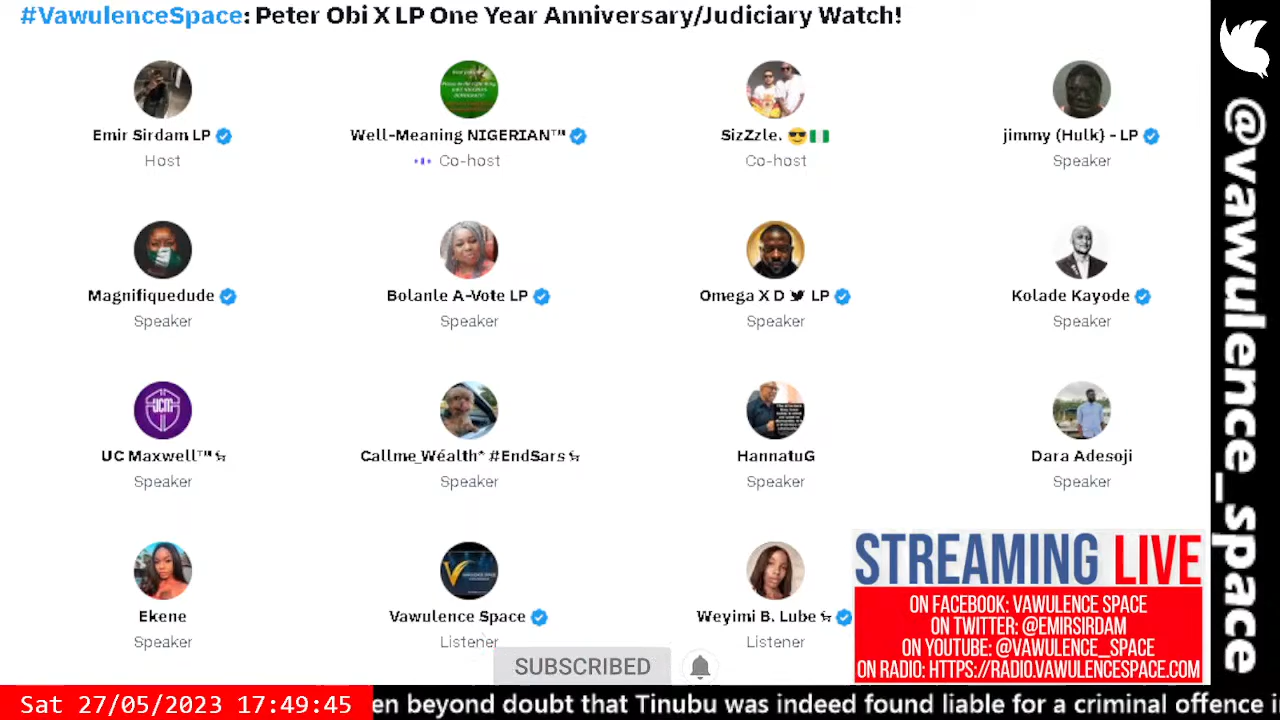 #VawulenceSpace: Peter Obi X LP One Year Anniversary/Judiciary Watch!
Emir Sirdam LP
Host
Well-Meaning NIGERIAN™
Co-host
SizZzle. 😎🇳🇬
Co-host
jimmy (Hulk) - LP
Speaker
Magnifiquedude
Speaker
Bolanle A-Vote LP
Speaker
Omega X D LP
Speaker
Kolade Kayode
Speaker
UC Maxwell™
Speaker
Callme_Wéalth* #EndSars
Speaker
HannatuG
Speaker
Dara Adesoji
Speaker
Ekene
Speaker
Vawulence Space
Listener
Weyimi B. Lube
Listener
UCM
SUBSCRIBED
STREAMING LIVE
ON FACEBOOK: VAWULENCE SPACE
ON TWITTER: @EMIRSIRDAM
ON YOUTUBE: @VAWULENCE_SPACE
ON RADIO: HTTPS://RADIO.VAWULENCESPACE.COM
@vawulence_space
Sat 27/05/2023 17:49:45
en beyond doubt that Tinubu was indeed found liable for a criminal offence i